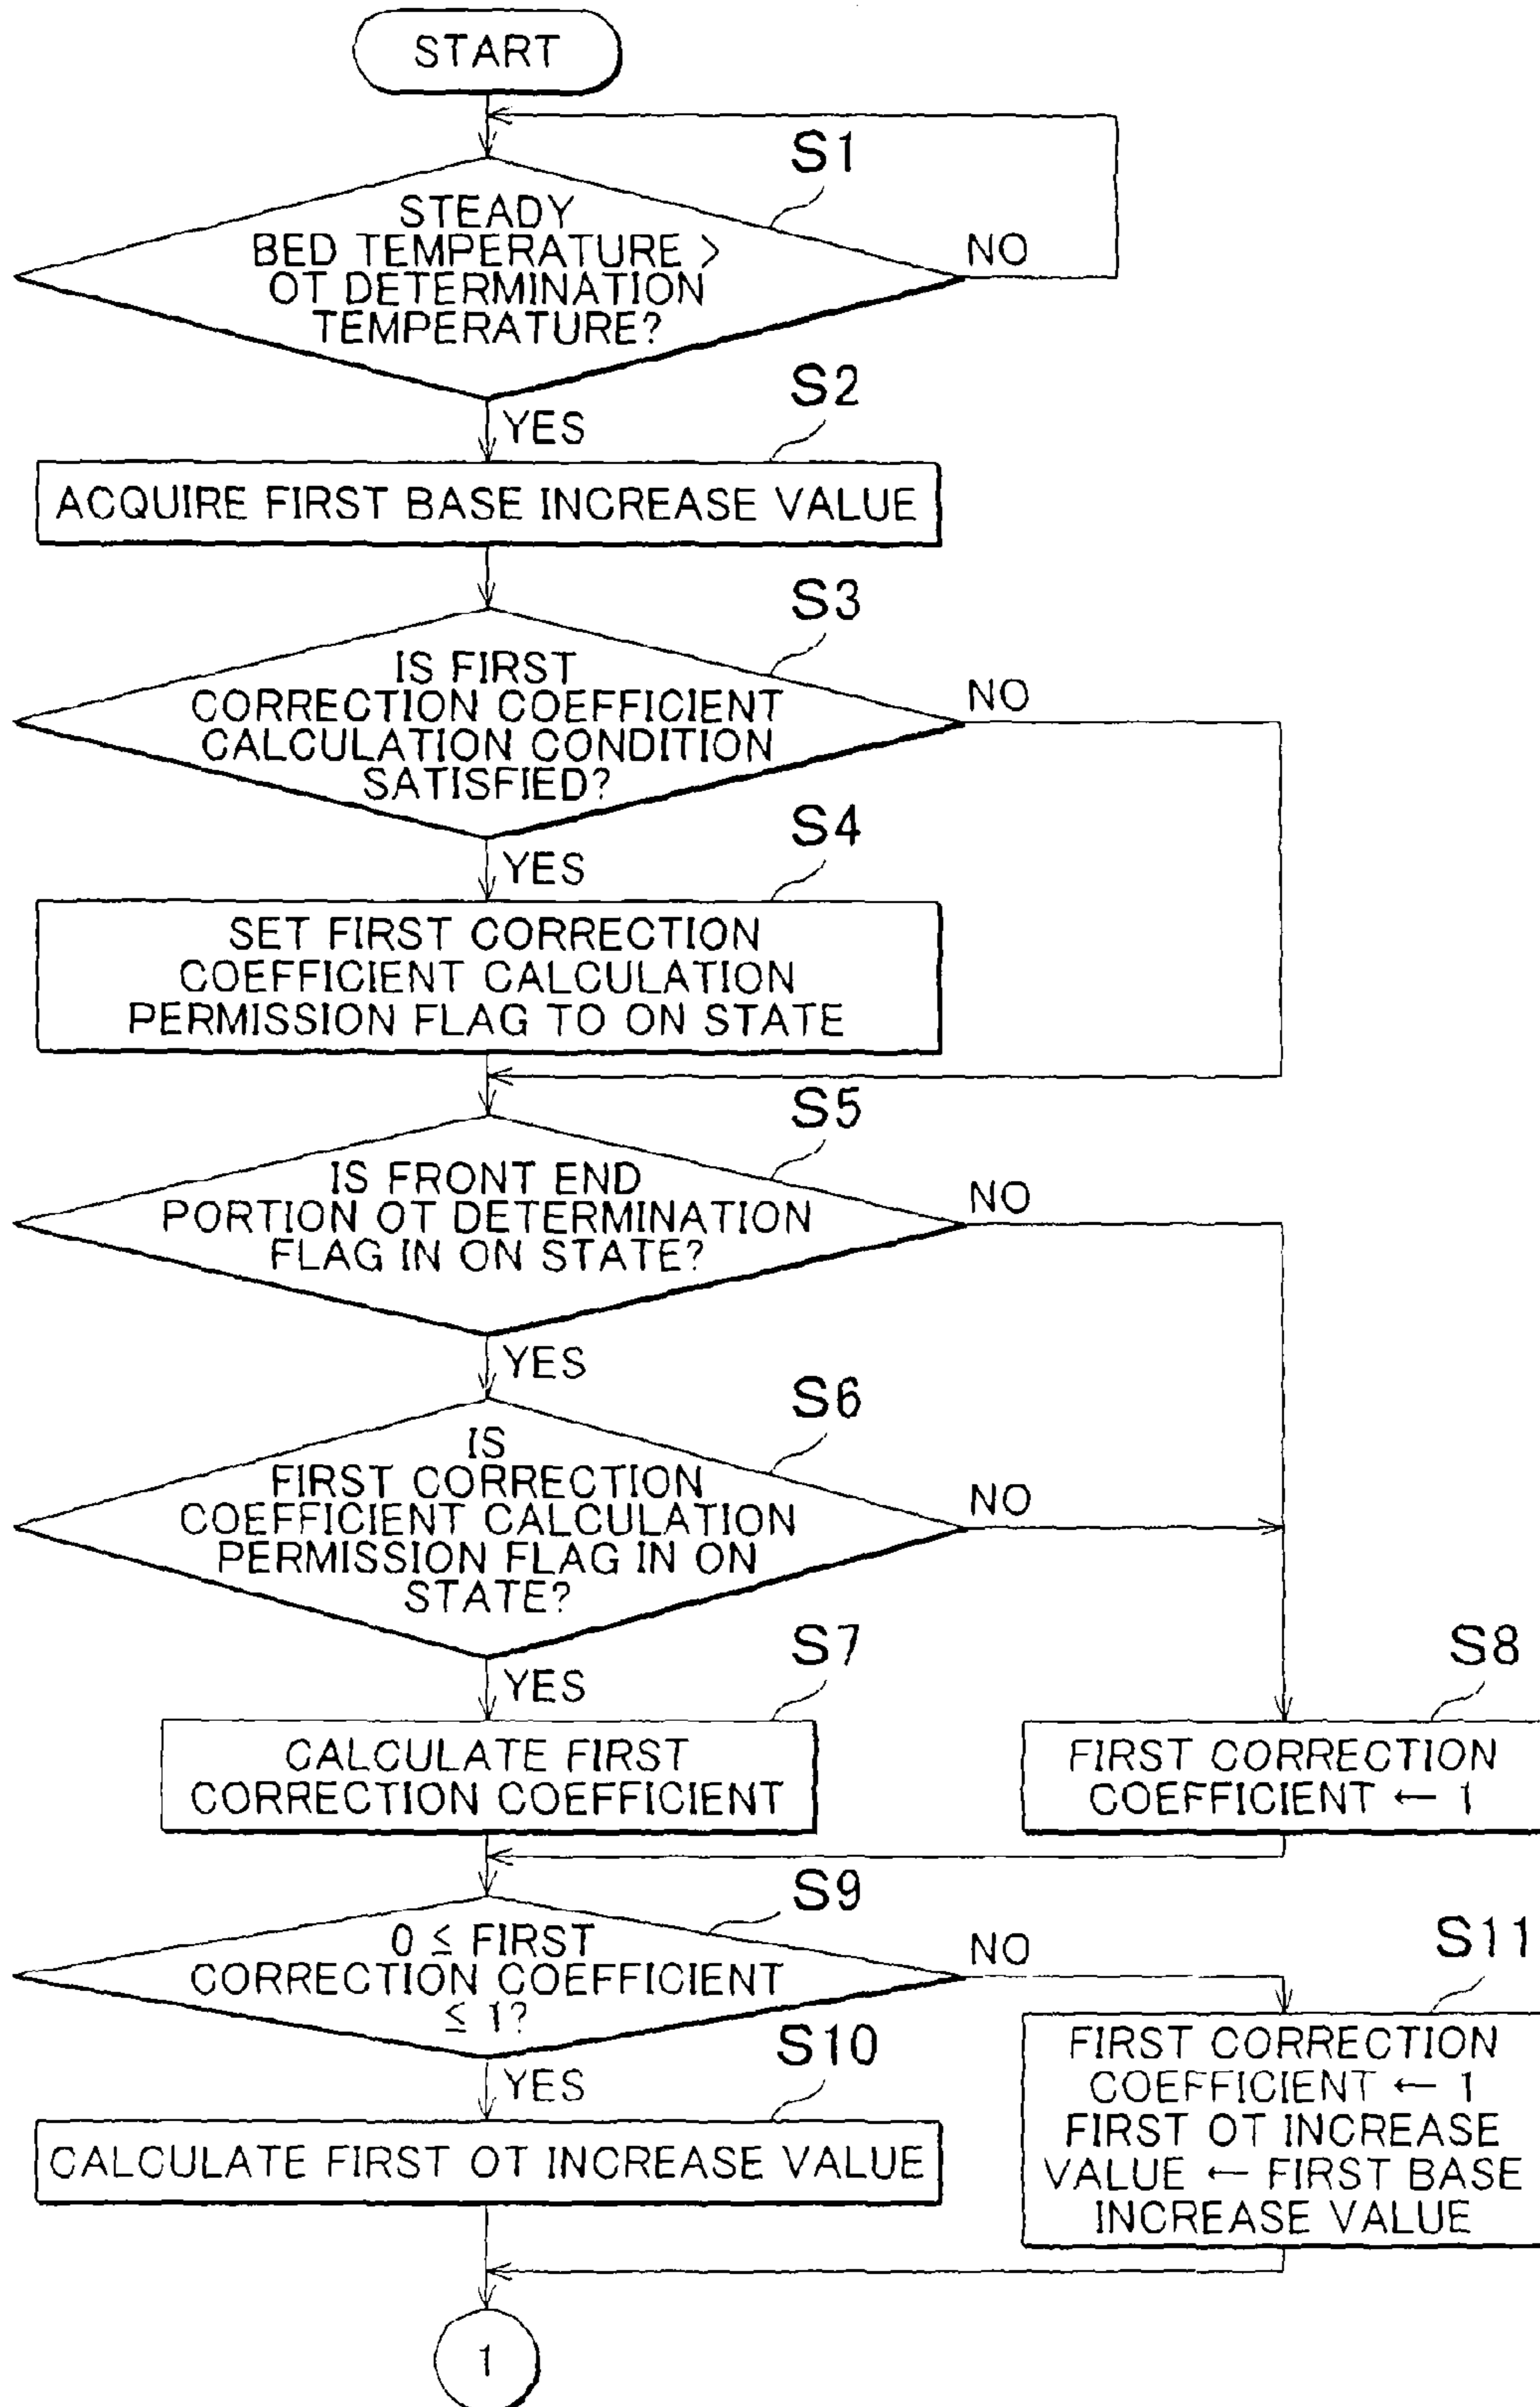 START
S1
STEADY
BED TEMPERATURE >
OT DETERMINATION
TEMPERATURE?
NO
YES
S2
ACQUIRE FIRST BASE INCREASE VALUE
S3
IS FIRST
CORRECTION COEFFICIENT
CALCULATION CONDITION
SATISFIED?
NO
YES
S4
SET FIRST CORRECTION
COEFFICIENT CALCULATION
PERMISSION FLAG TO ON STATE
S5
IS FRONT END
PORTION OT DETERMINATION
FLAG IN ON STATE?
NO
YES
S6
IS
FIRST CORRECTION
COEFFICIENT CALCULATION
PERMISSION FLAG IN ON
STATE?
NO
YES
S7
CALCULATE FIRST
CORRECTION COEFFICIENT
S8
FIRST CORRECTION
COEFFICIENT ← 1
S9
0 ≤ FIRST
CORRECTION COEFFICIENT
≤ 1?
NO
YES
S10
CALCULATE FIRST OT INCREASE VALUE
S11
FIRST CORRECTION
COEFFICIENT ← 1
FIRST OT INCREASE
VALUE ← FIRST BASE
INCREASE VALUE
1